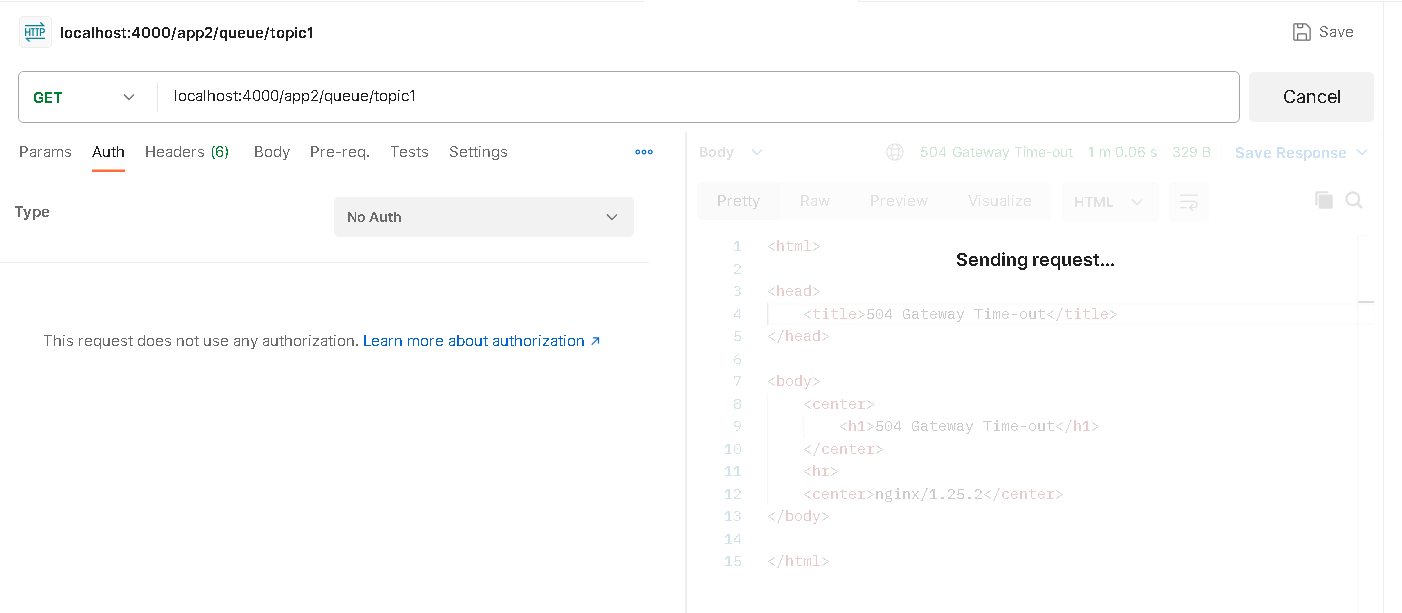 HTTP localhost:4000/app2/queue/topic1 Save
GET localhost:4000/app2/queue/topic1 Cancel
Params Auth Headers (6) Body Pre-req. Tests Settings
Type No Auth
This request does not use any authorization. Learn more about authorization ↗
Body 504 Gateway Time-out 1 m 0.06 s 329 B Save Response
Pretty Raw Preview Visualize HTML
Sending request...
1 <html>
2
3 <head>
4 <title>504 Gateway Time-out</title>
5 </head>
6
7 <body>
8 <center>
9 <h1>504 Gateway Time-out</h1>
10 </center>
11 <hr>
12 <center>nginx/1.25.2</center>
13 </body>
14
15 </html>